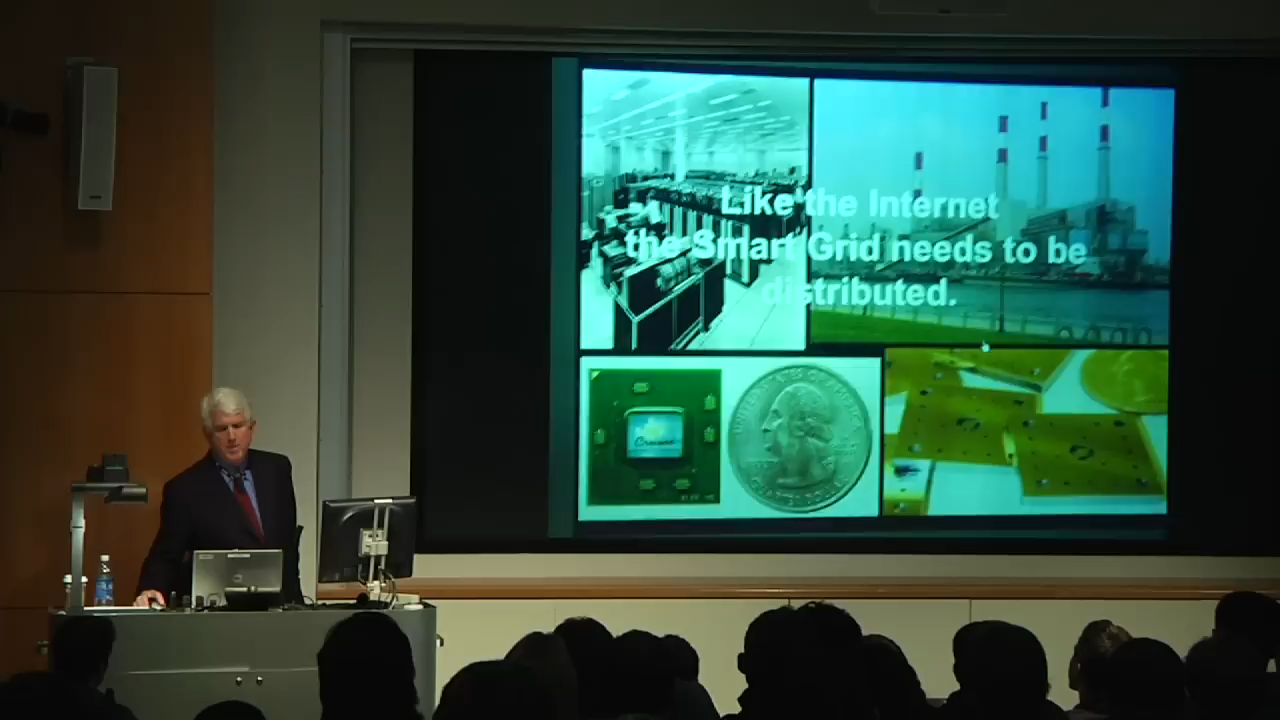 Like the Internet
the Smart Grid needs to be
distributed.